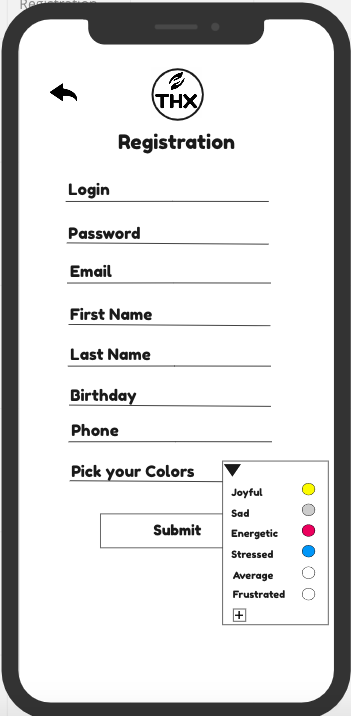 Registration
THX
Registration
Login
Password
Email
First Name
Last Name
Birthday
Phone
Pick your Colors
Joyful
Sad
Energetic
Submit
Stressed
Average
Frustrated